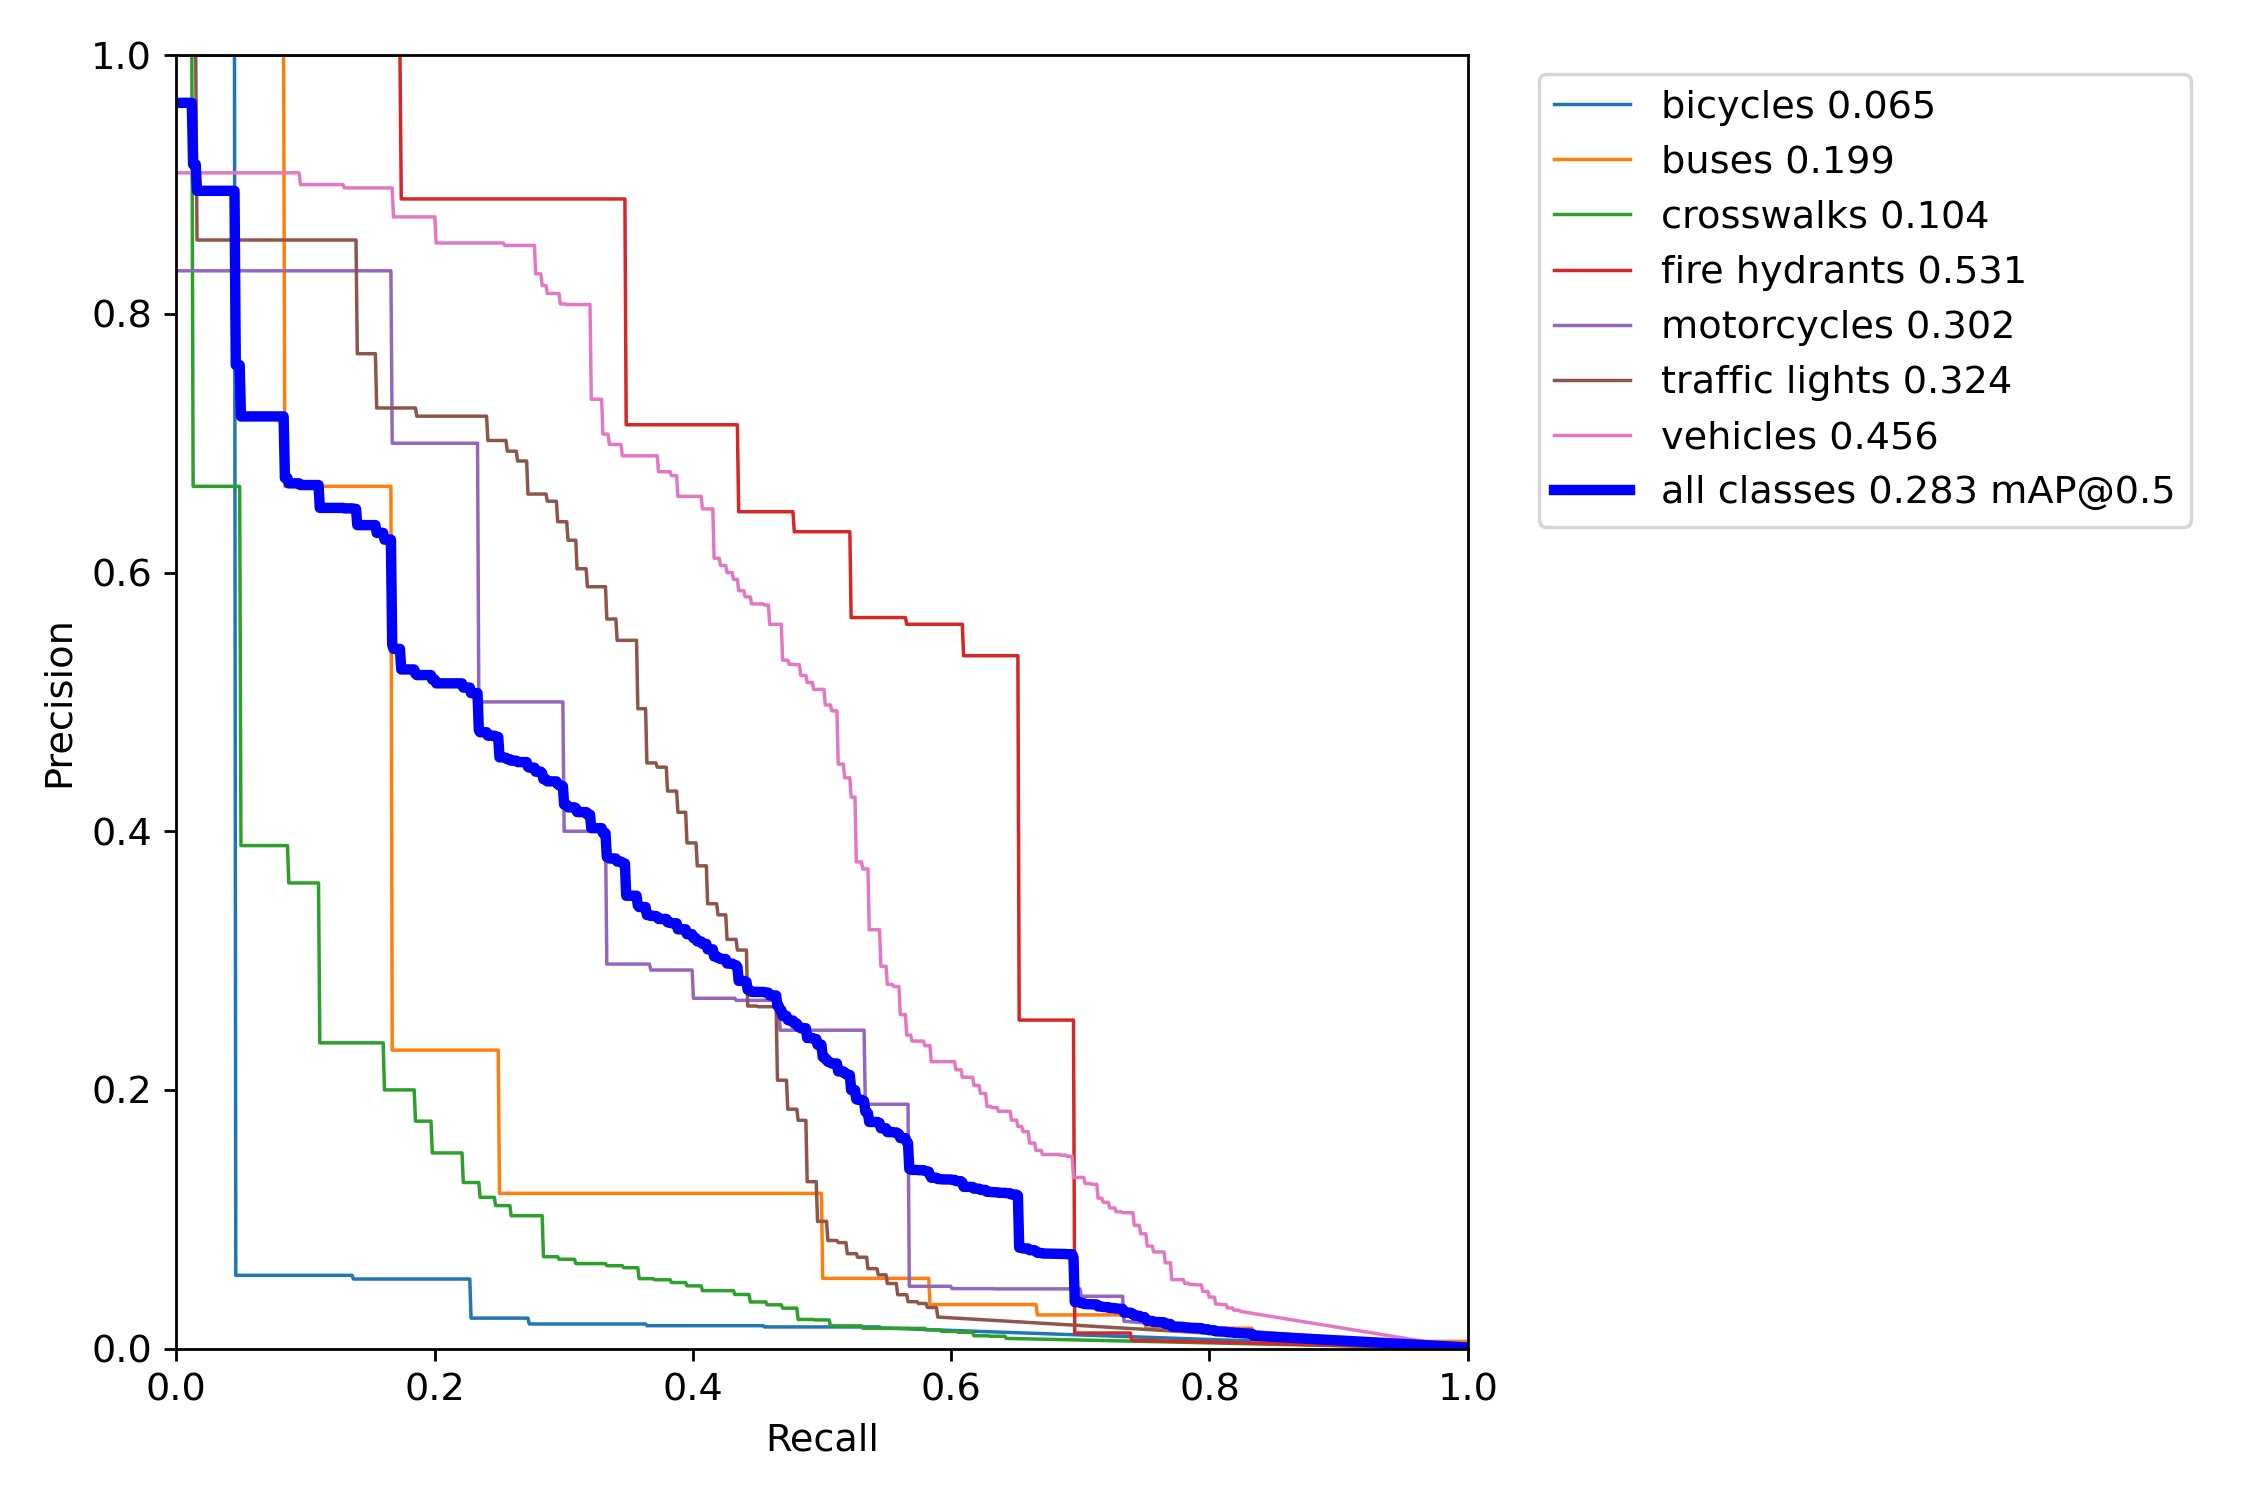 1.0
0.8
0.6
0.4
0.2
0.0
Precision
0.0 0.2 0.4 0.6 0.8 1.0
Recall
bicycles 0.065
buses 0.199
crosswalks 0.104
fire hydrants 0.531
motorcycles 0.302
traffic lights 0.324
vehicles 0.456
all classes 0.283 mAP@0.5